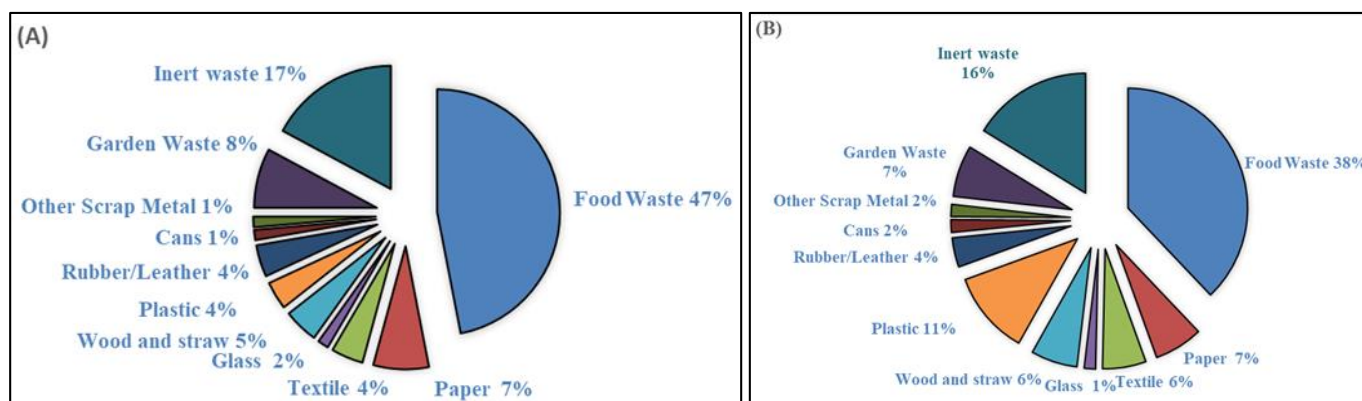 (A)
Inert waste 17%
Garden Waste 8%
Other Scrap Metal 1%
Cans 1%
Rubber/Leather 4%
Plastic 4%
Wood and straw 5%
Glass 2%
Textile 4%
Paper 7%
Food Waste 47%
(B)
Inert waste
16%
Garden Waste
7%
Other Scrap Metal 2%
Cans 2%
Rubber/Leather 4%
Plastic 11%
Wood and straw 6%
Glass 1%
Textile 6%
Paper 7%
Food Waste 38%